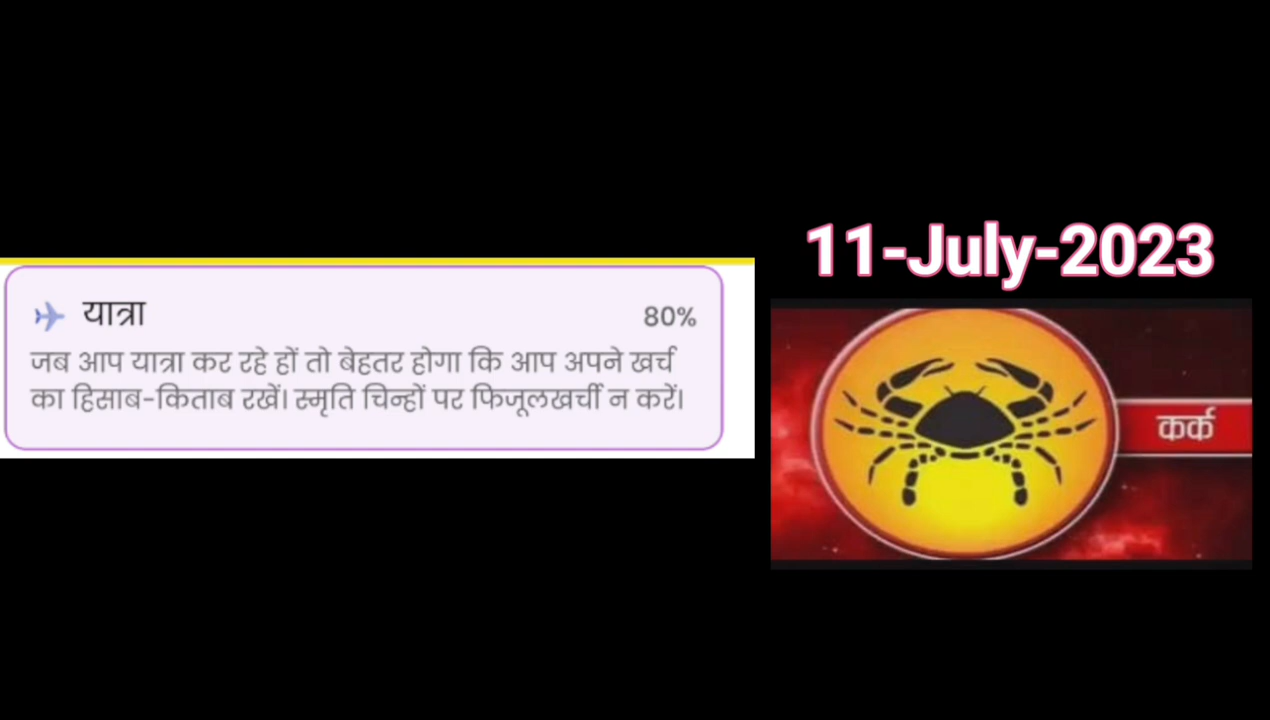 यात्रा 80%
जब आप यात्रा कर रहे हों तो बेहतर होगा कि आप अपने खर्च
का हिसाब-किताब रखें। स्मृति चिन्हों पर फिजूलखर्ची न करें।
11-July-2023
कर्क